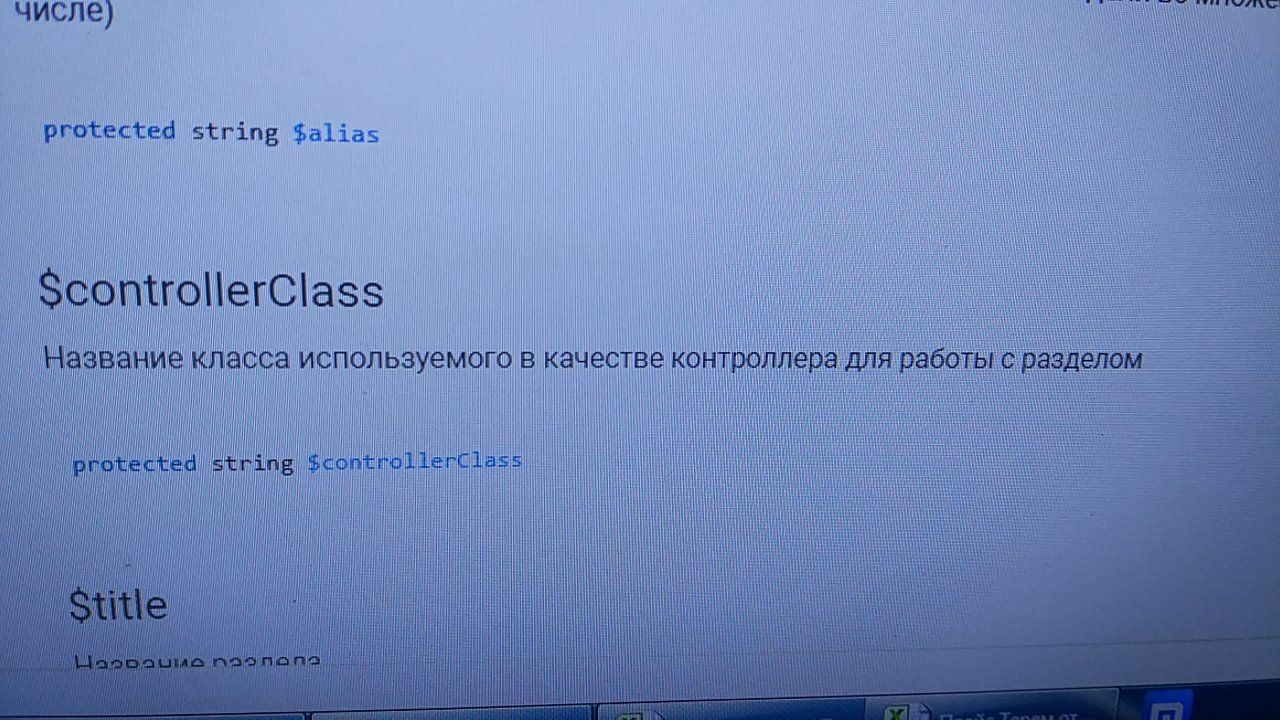 числе)
protected string $alias
$controllerClass
Название класса используемого в качестве контроллера для работы с разделом
protected string $controllerClass
$title
Название раздела